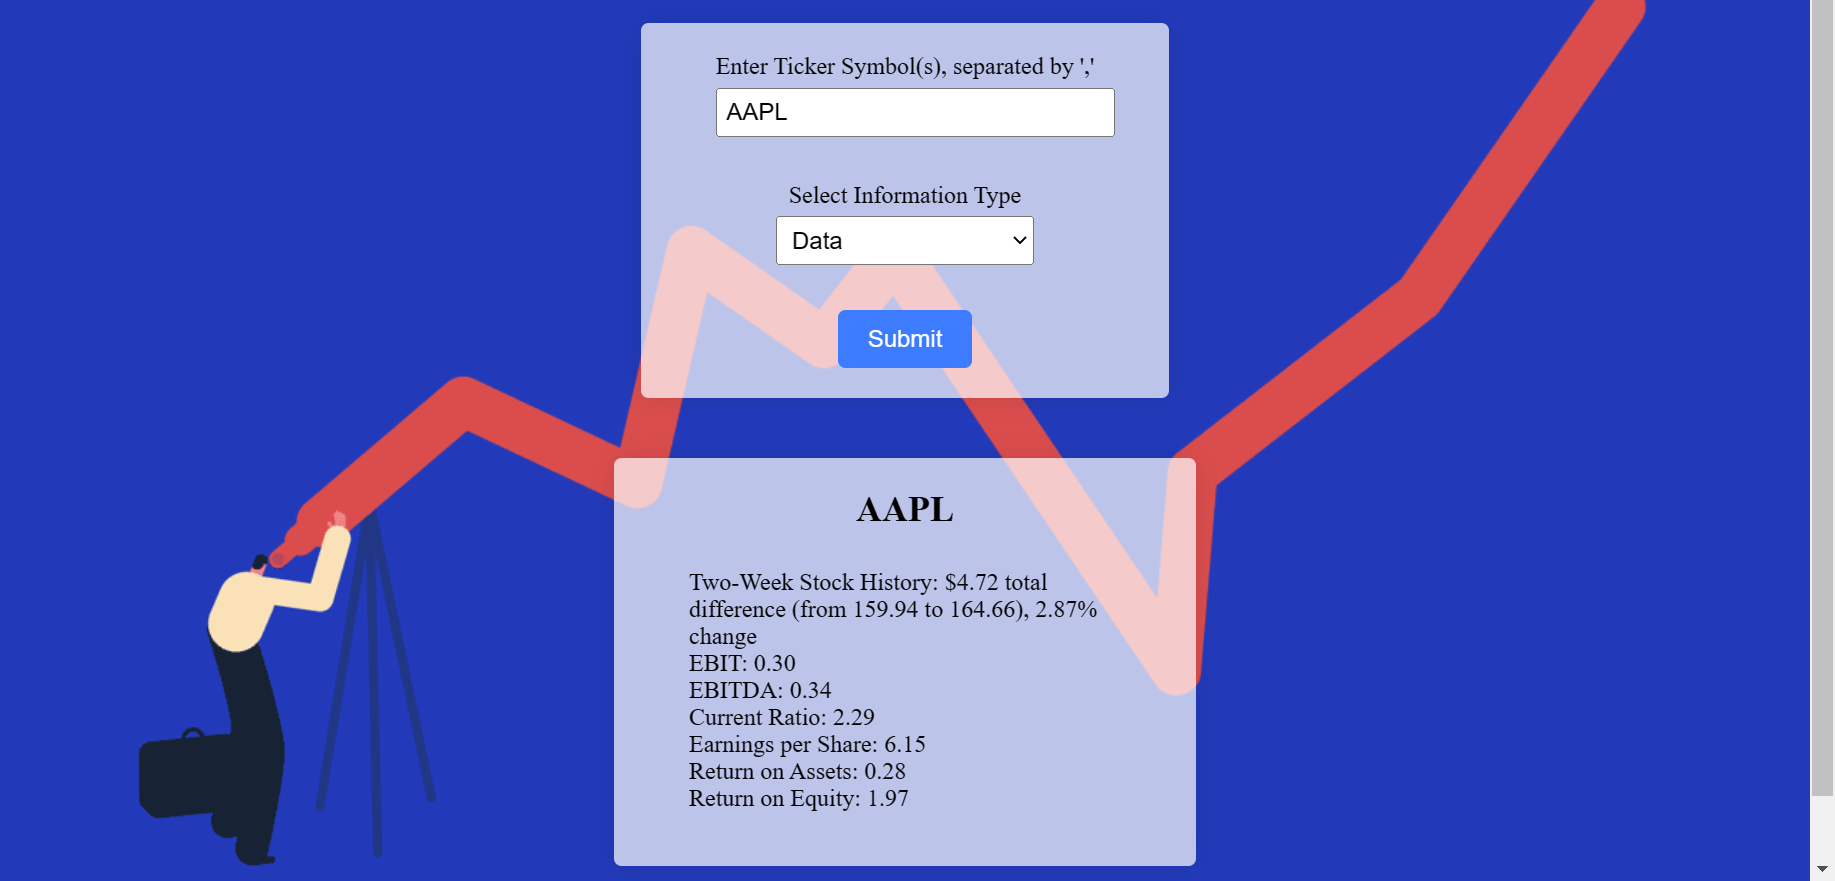 Enter Ticker Symbol(s), separated by ','
AAPL
Select Information Type
Data
Submit
AAPL
Two-Week Stock History: $4.72 total
difference (from 159.94 to 164.66), 2.87%
change
EBIT: 0.30
EBITDA: 0.34
Current Ratio: 2.29
Earnings per Share: 6.15
Return on Assets: 0.28
Return on Equity: 1.97